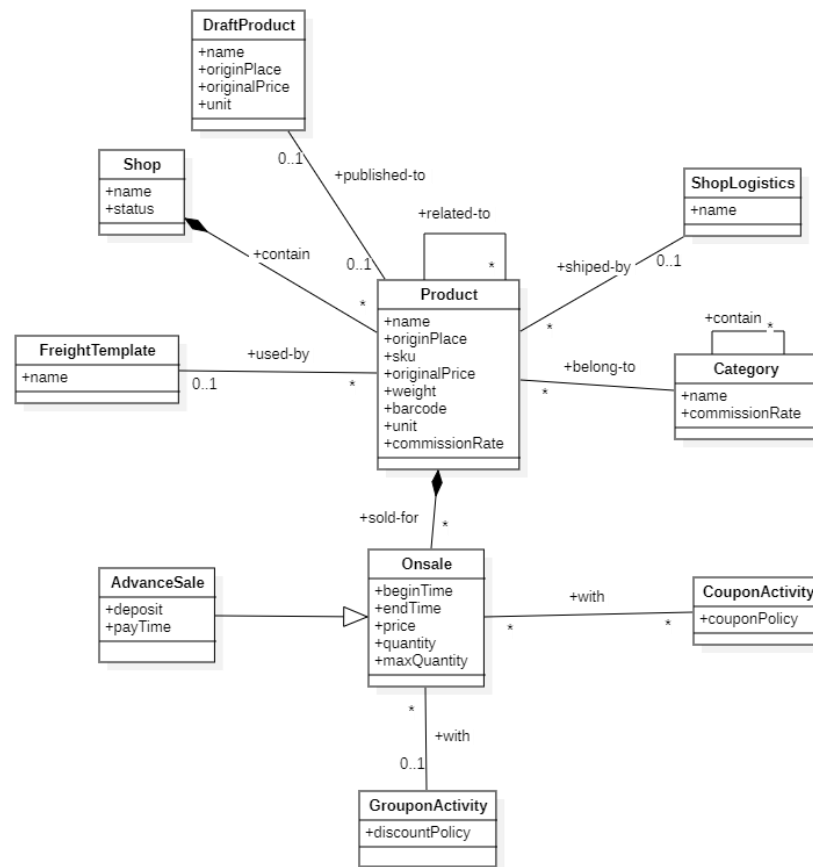 DraftProduct
+name
+originPlace
+originalPrice
+unit
0..1
+published-to
0..1
Shop
+name
+status
+contain
*
+related-to
*
ShopLogistics
+name
0..1
+shiped-by
*
Product
+name
+originPlace
+sku
+originalPrice
+weight
+barcode
+unit
+commissionRate
FreightTemplate
+name
0..1
+used-by
*
+contain
*
Category
+name
+commissionRate
+belong-to
*
+sold-for
*
Onsale
+beginTime
+endTime
+price
+quantity
+maxQuantity
AdvanceSale
+deposit
+payTime
+with
*
*
CouponActivity
+couponPolicy
*
+with
0..1
GrouponActivity
+discountPolicy